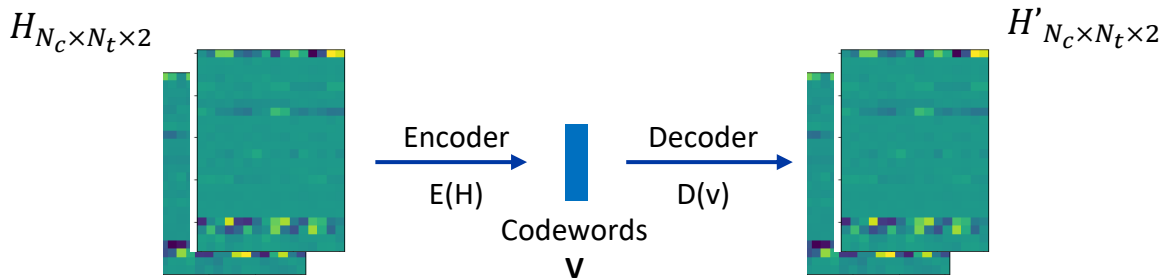 H_{N_c×N_t×2}
H'_{N_c×N_t×2}
Encoder
E(H)
Codewords
v
Decoder
D(v)